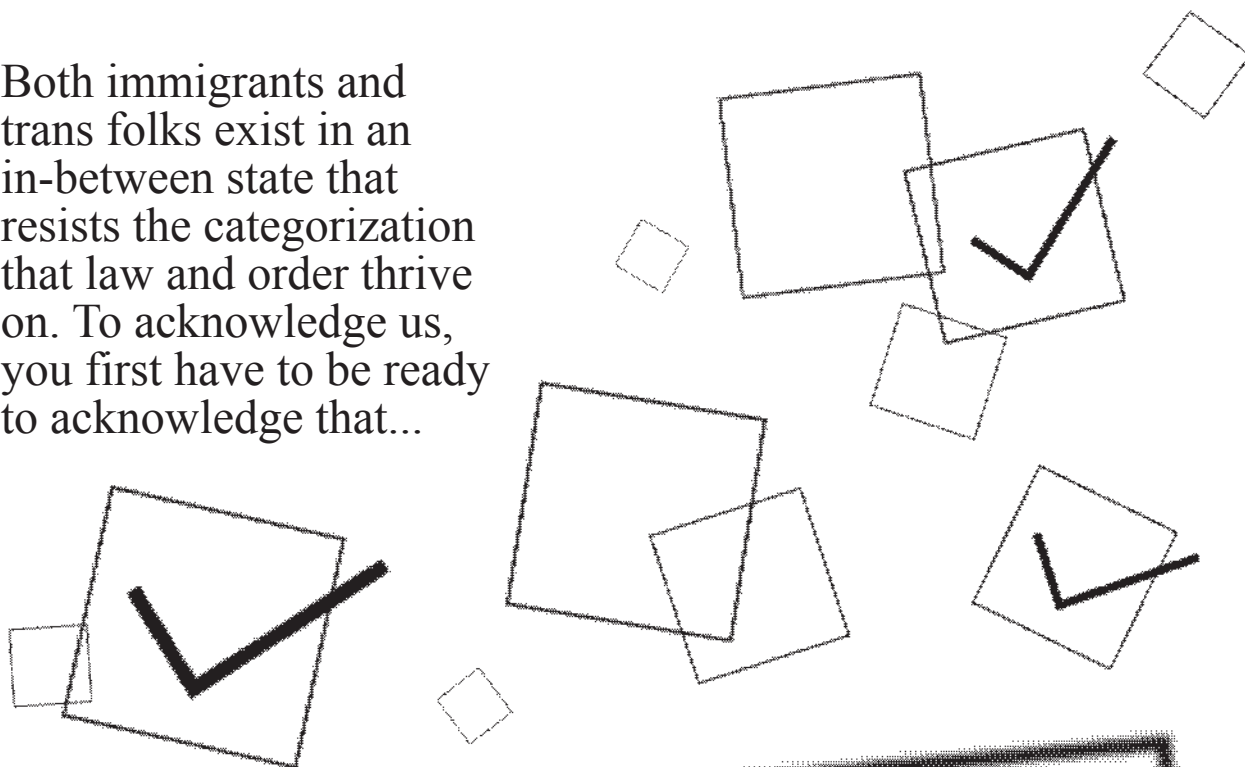 Both immigrants and
trans folks exist in an
in-between state that
resists the categorization
that law and order thrive
on. To acknowledge us,
you first have to be ready
to acknowledge that...